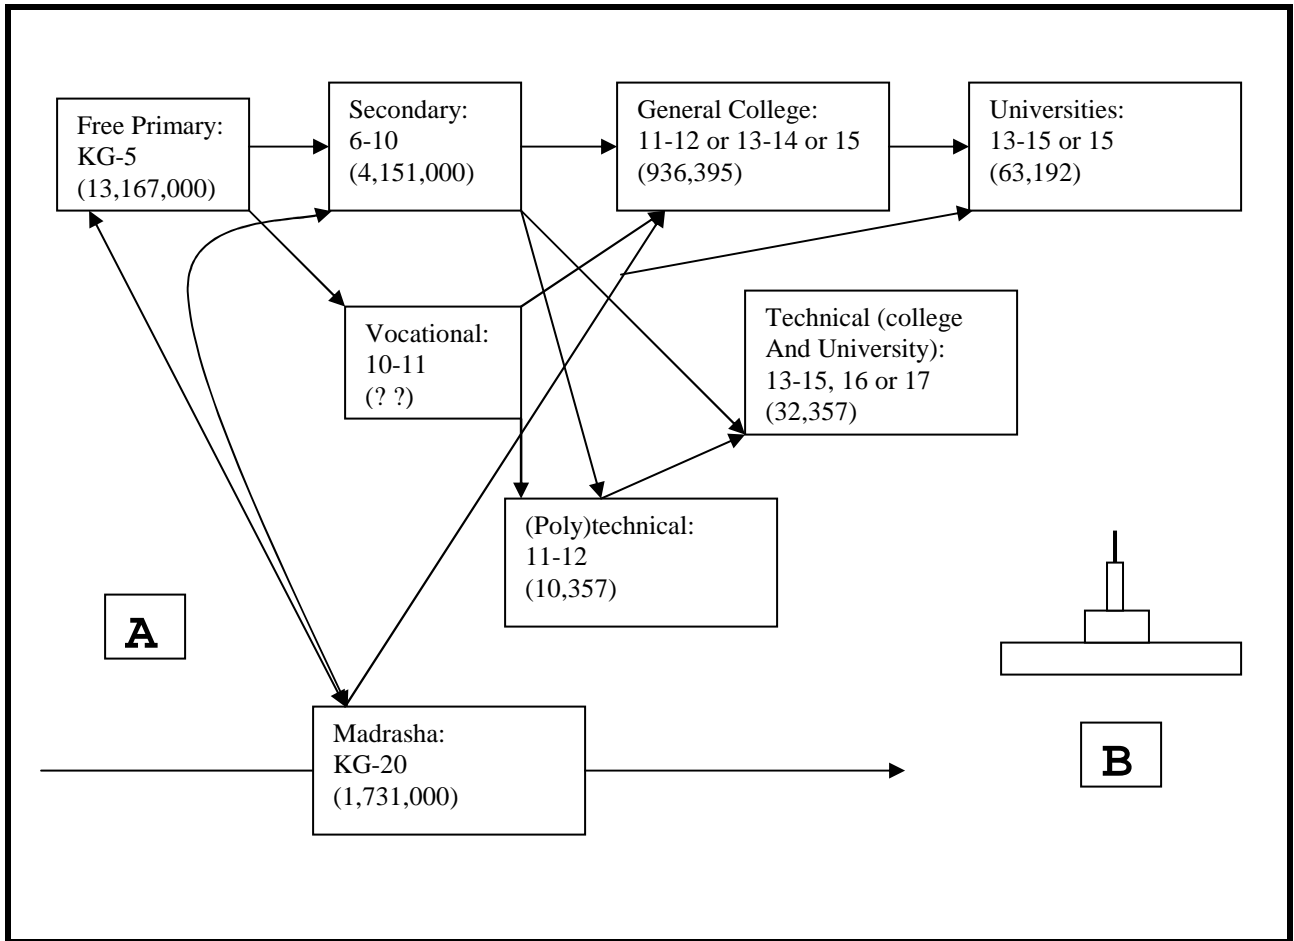 Free Primary:
KG-5
(13,167,000)
Secondary:
6-10
(4,151,000)
General College:
11-12 or 13-14 or 15
(936,395)
Universities:
13-15 or 15
(63,192)
Vocational:
10-11
(? ?)
Technical (college
And University):
13-15, 16 or 17
(32,357)
(Poly)technical:
11-12
(10,357)
A
Madrasha:
KG-20
(1,731,000)
B